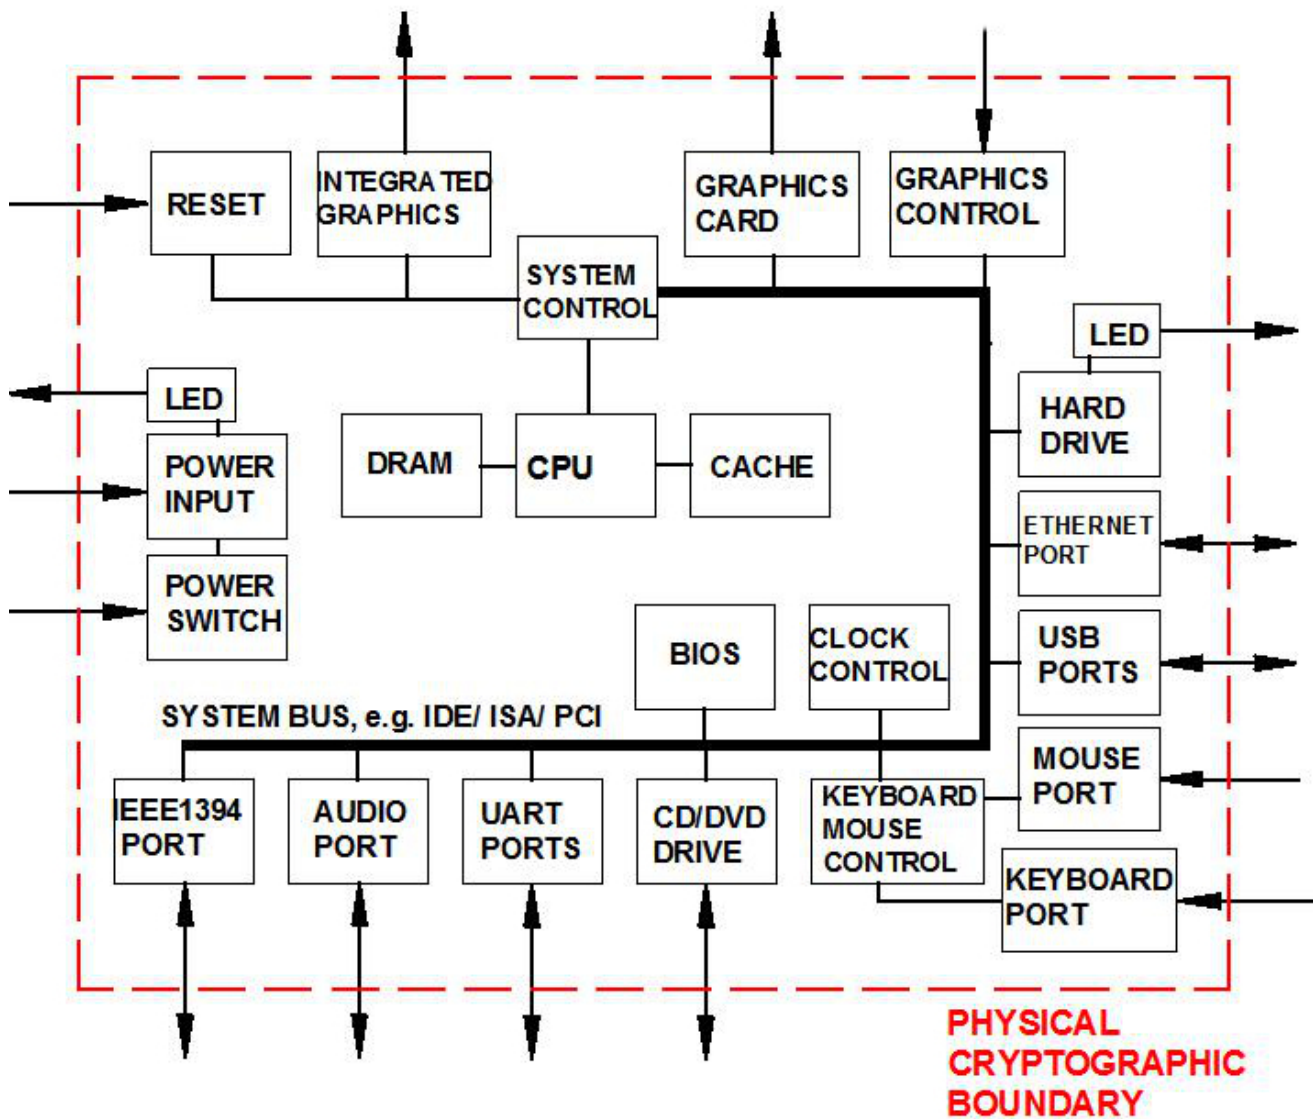 RESET
INTEGRATED
GRAPHICS
GRAPHICS
CARD
GRAPHICS
CONTROL
SYSTEM
CONTROL
LED
HARD
DRIVE
LED
POWER
INPUT
DRAM
CPU
CACHE
ETHERNET
PORT
POWER
SWITCH
BIOS
CLOCK
CONTROL
USB
PORTS
SYSTEM BUS, e.g. IDE/ ISA/ PCI
MOUSE
PORT
IEEE1394
PORT
AUDIO
PORT
UART
PORTS
CD/DVD
DRIVE
KEYBOARD
MOUSE
CONTROL
KEYBOARD
PORT
PHYSICAL
CRYPTOGRAPHIC
BOUNDARY